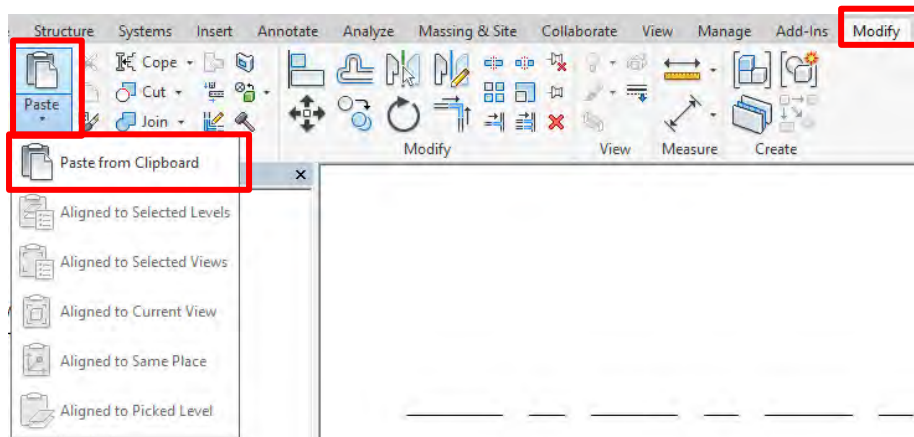 Structure Systems Insert Annotate Analyze Massing & Site Collaborate View Manage Add-Ins Modify
Cope
Paste
Cut
Join
Modify View Measure Create
Paste from Clipboard
Aligned to Selected Levels
Aligned to Selected Views
Aligned to Current View
Aligned to Same Place
Aligned to Picked Level